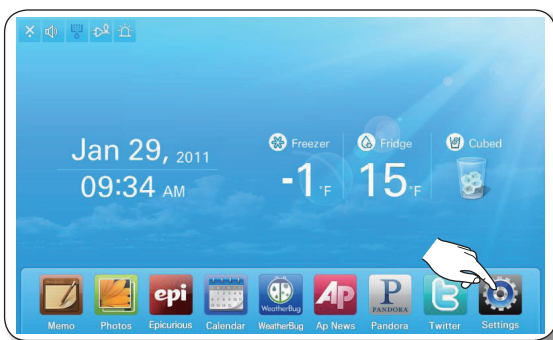 Freezer
Fridge
Cubed
Jan 29, 2011
-1 °F
15 °F
09:34 AM
epi
WeatherBug
AP
P
PANDORA
t
Memo
Photos
Epicurious
Calendar
WeatherBug
Ap News
Pandora
Twitter
Settings